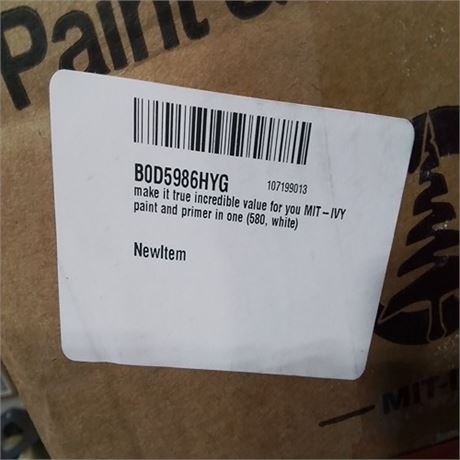 Paint &
B0D5986HYG 107199013
make it true incredible value for you MIT-IVY
paint and primer in one (580, white)
NewItem
MIT-